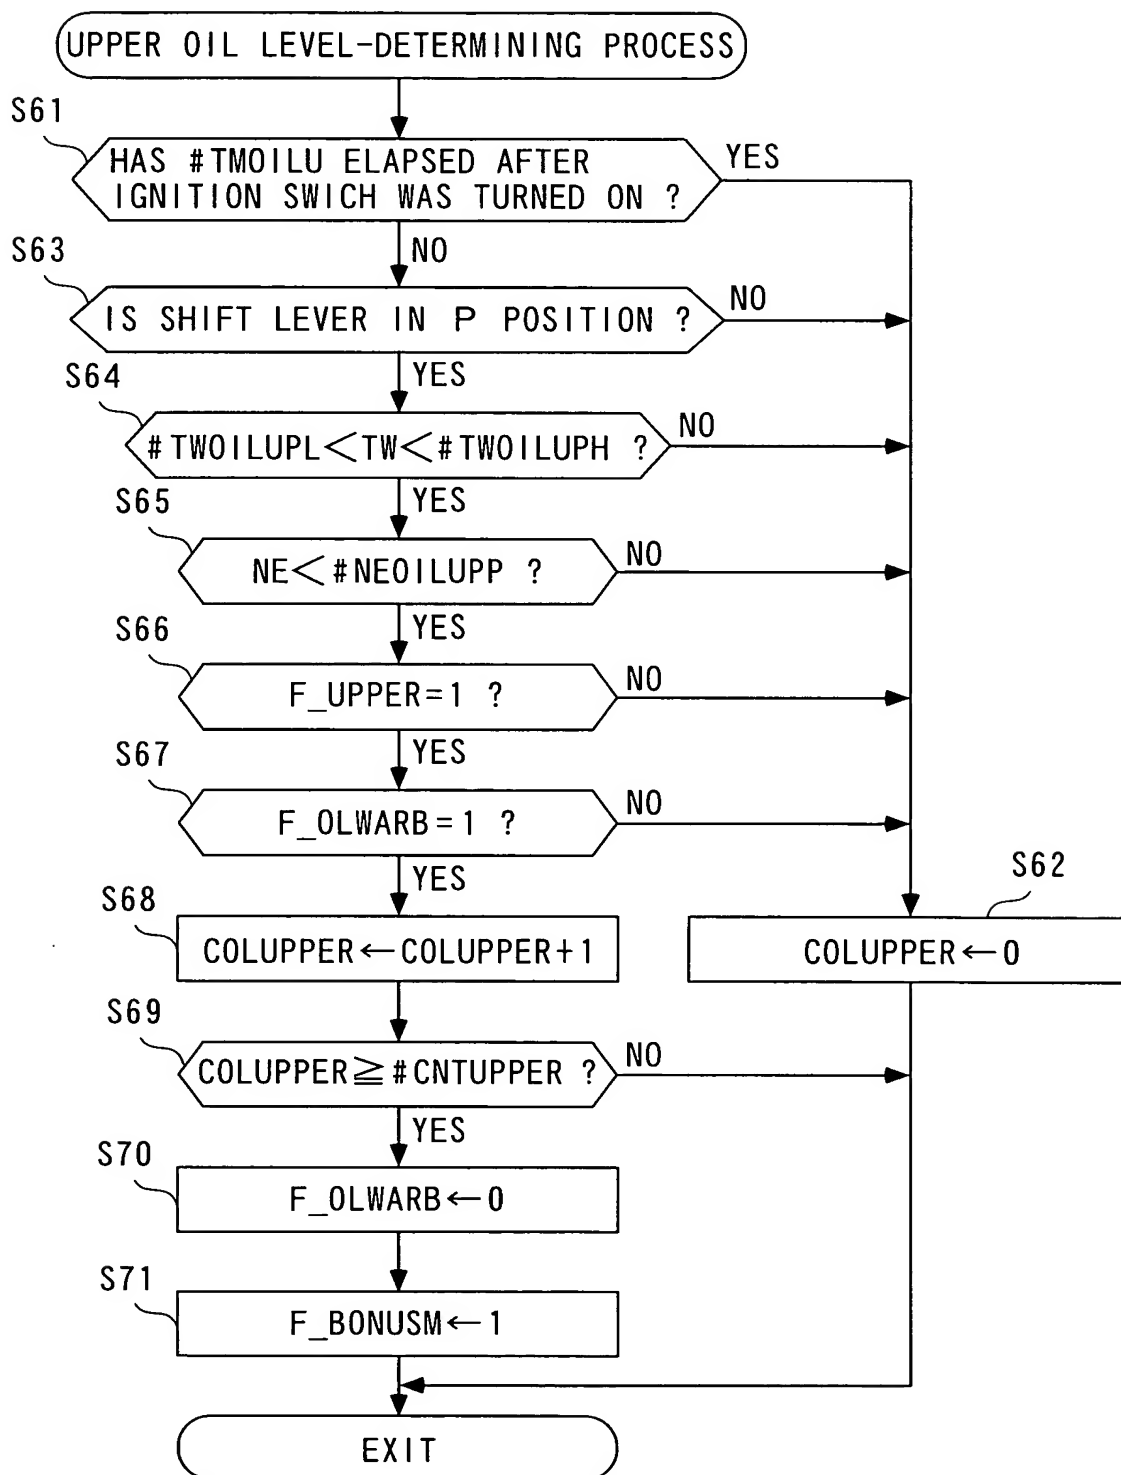 UPPER OIL LEVEL-DETERMINING PROCESS
S61
HAS #TMOILU ELAPSED AFTER
IGNITION SWICH WAS TURNED ON ?
YES
NO
S63
IS SHIFT LEVER IN P POSITION ?
NO
YES
S64
#TWOILUPL<TW<#TWOILUPH ?
NO
YES
S65
NE<#NEOILUPP ?
NO
YES
S66
F_UPPER=1 ?
NO
YES
S67
F_OLWARB=1 ?
NO
YES
S68
COLUPPER←COLUPPER+1
S62
COLUPPER←0
S69
COLUPPER≧#CNTUPPER ?
NO
YES
S70
F_OLWARB←0
S71
F_BONUSM←1
EXIT